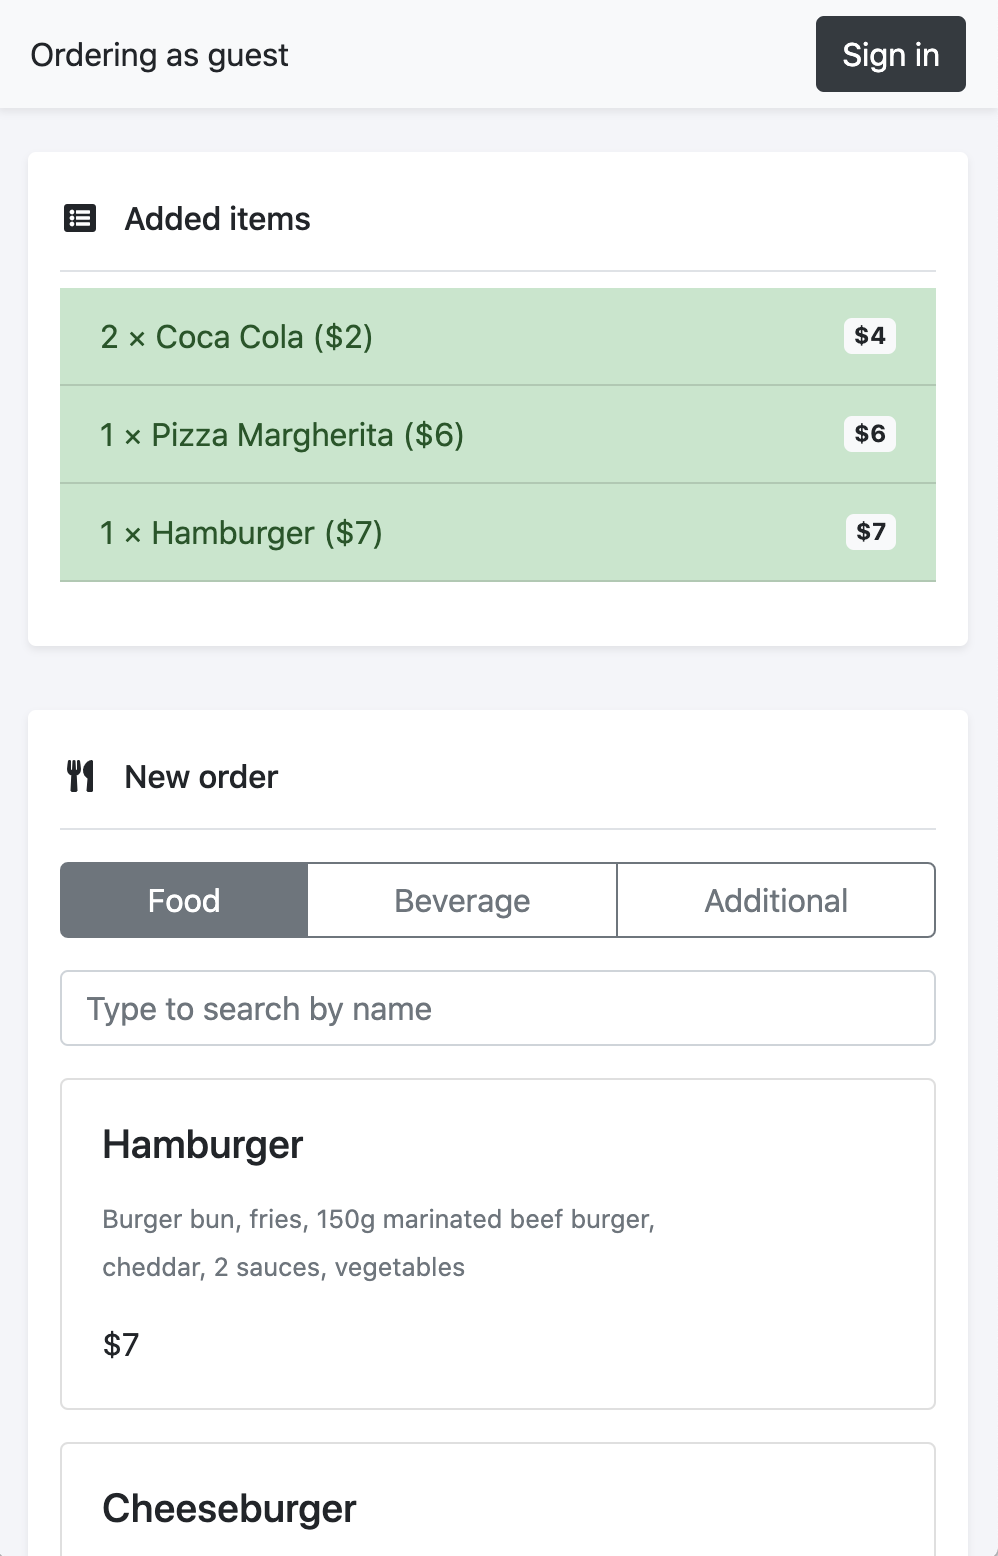 Ordering as guest
Sign in
Added items
2 × Coca Cola ($2)
$4
1 × Pizza Margherita ($6)
$6
1 × Hamburger ($7)
$7
New order
Food
Beverage
Additional
Type to search by name
Hamburger
Burger bun, fries, 150g marinated beef burger,
cheddar, 2 sauces, vegetables
$7
Cheeseburger